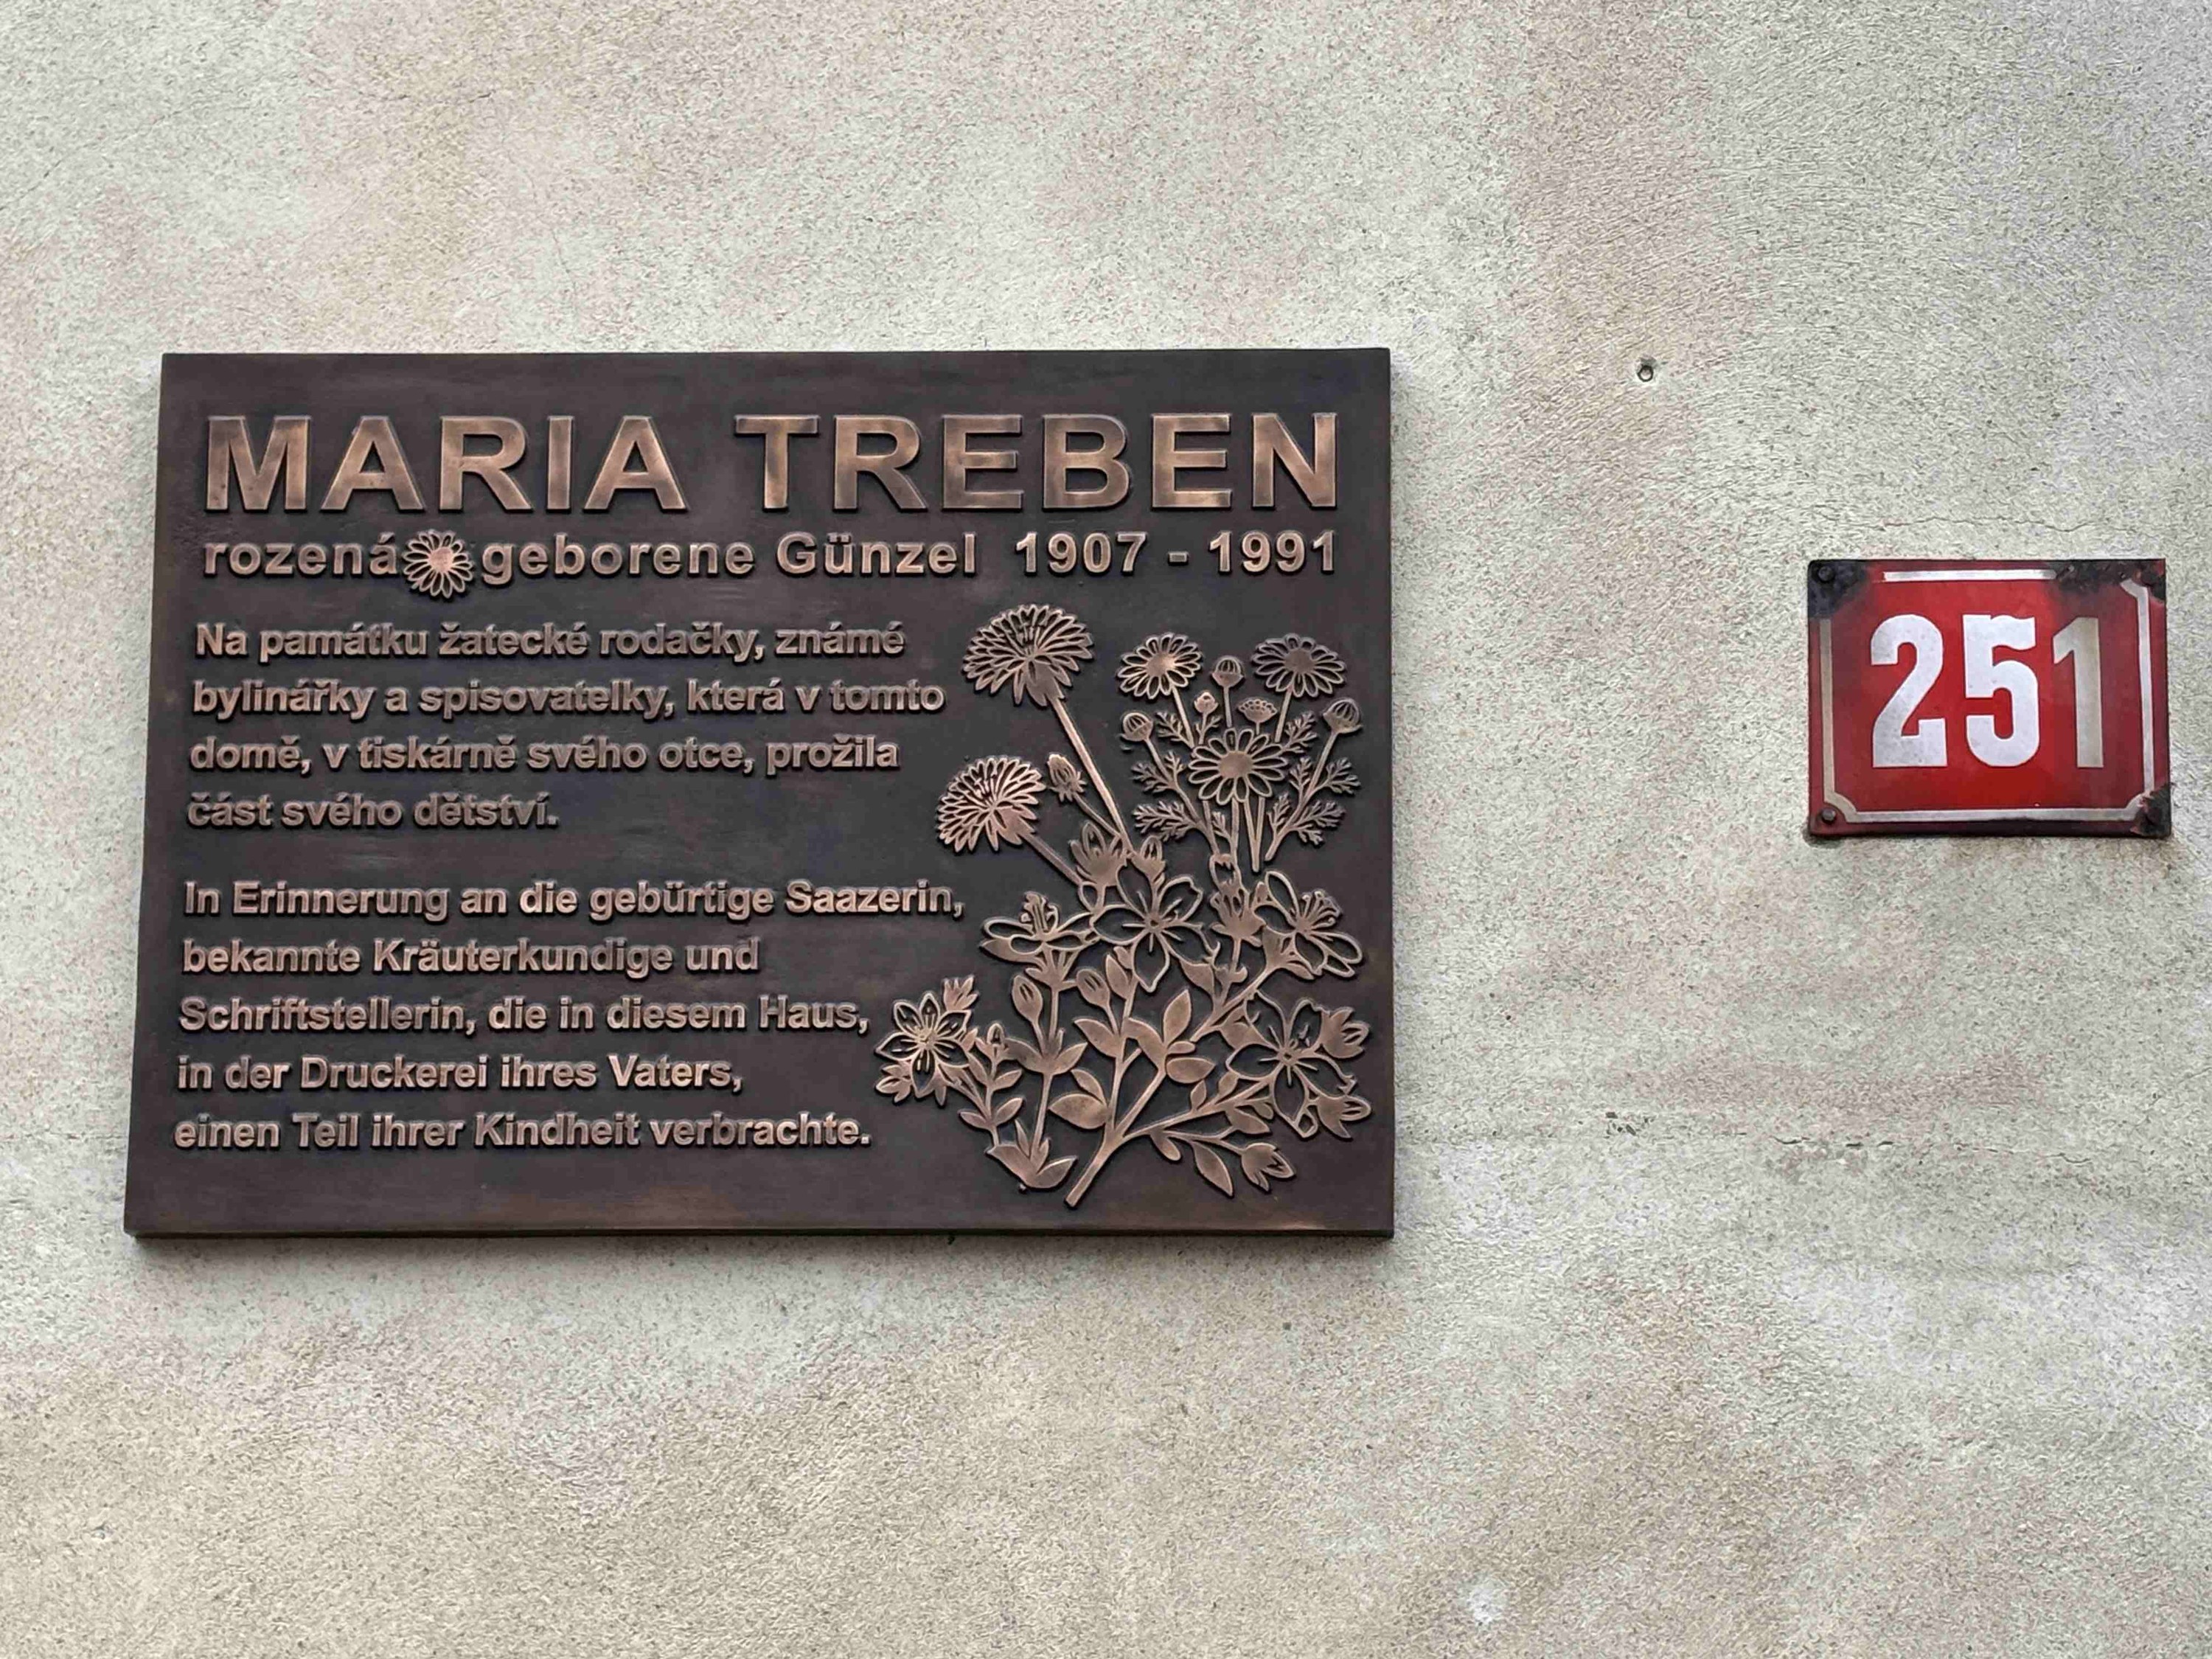 MARIA TREBEN
rozená geborene Günzel 1907 - 1991
Na památku žatecké rodačky, známé
bylinářky a spisovatelky, která v tomto
domě, v tiskárně svého otce, prožila
část svého dětství.
In Erinnerung an die gebürtige Saazerin,
bekannte Kräuterkundige und
Schriftstellerin, die in diesem Haus,
in der Druckerei ihres Vaters,
einen Teil ihrer Kindheit verbrachte.
251